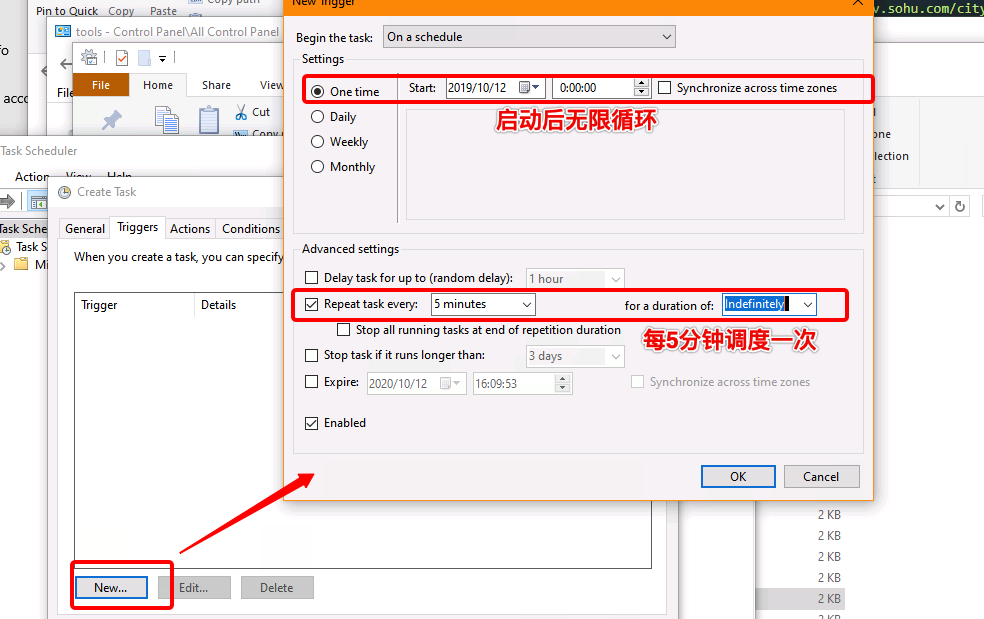 Pin to Quick Copy Paste
New Trigger
v.sohu.com/city
tools - Control Panel\All Control Panel
Begin the task: On a schedule
Settings
File Home Share View
One time Start: 2019/10/12 0:00:00 Synchronize across time zones
acco
启动后无限循环
Cut
Daily
Copy
one
Weekly
Task Scheduler
lection
Monthly
Action View Help
Create Task
Task Sche
General Triggers Actions Conditions
Task S
Advanced settings
When you create a task, you can specify
Mi
Delay task for up to (random delay): 1 hour
Trigger Details
Repeat task every: 5 minutes for a duration of: Indefinitely
Stop all running tasks at end of repetition duration
每5分钟调度一次
Stop task if it runs longer than: 3 days
Expire: 2020/10/12 16:09:53 Synchronize across time zones
Enabled
OK Cancel
2 KB
2 KB
2 KB
2 KB
New... Edit... Delete
2 KB